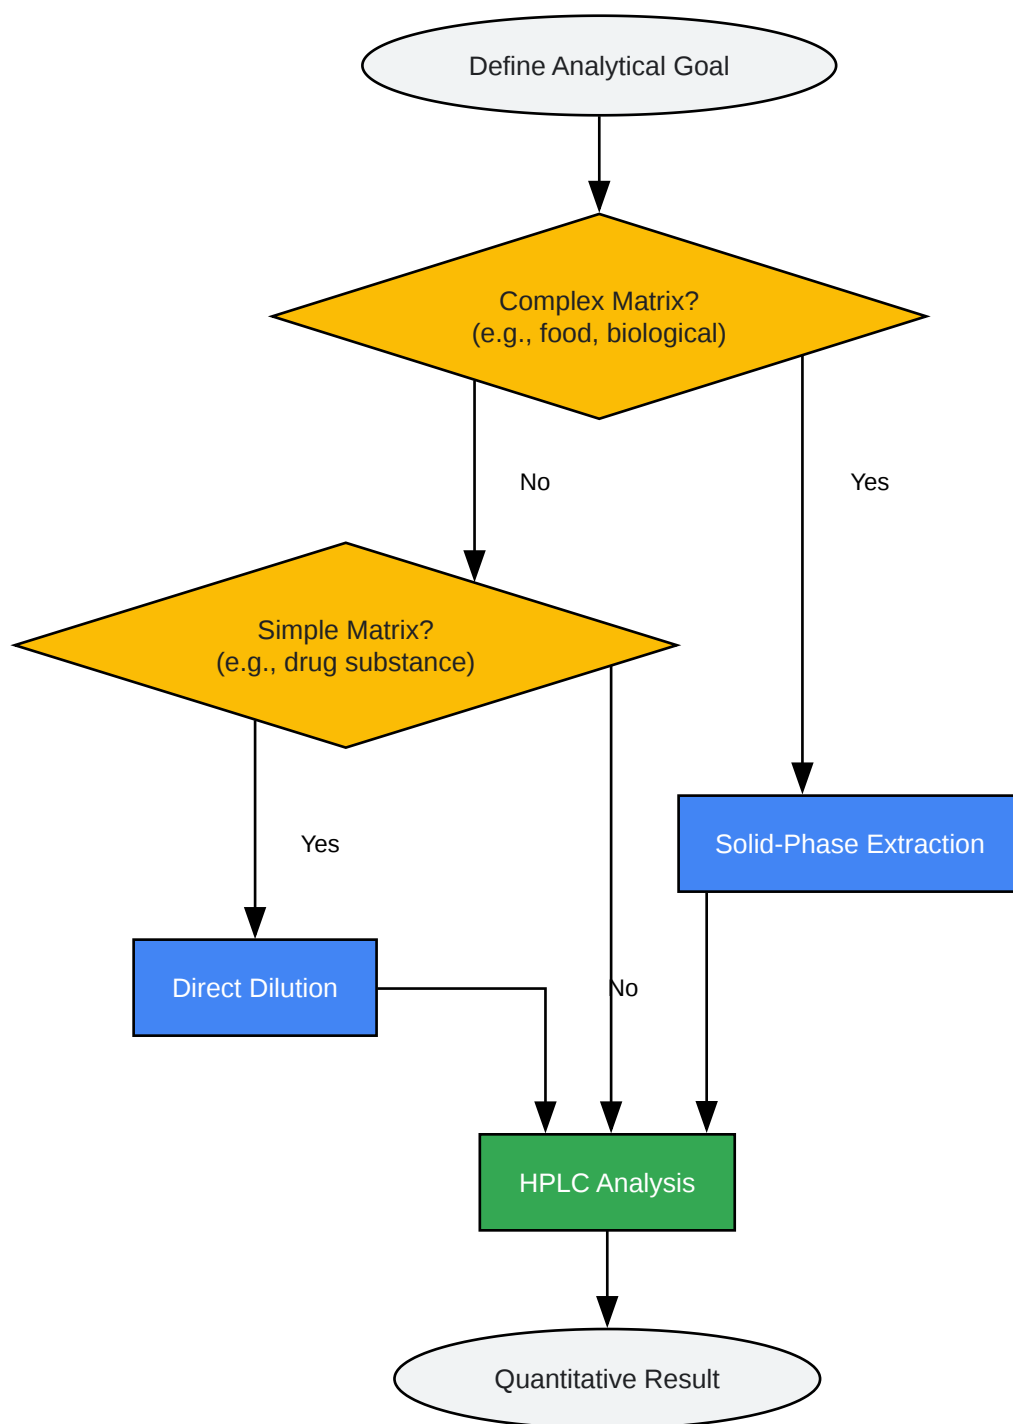 Define Analytical Goal
Complex Matrix?
(e.g., food, biological)
No
Yes
Simple Matrix?
(e.g., drug substance)
Yes
Solid-Phase Extraction
Direct Dilution
No
HPLC Analysis
Quantitative Result